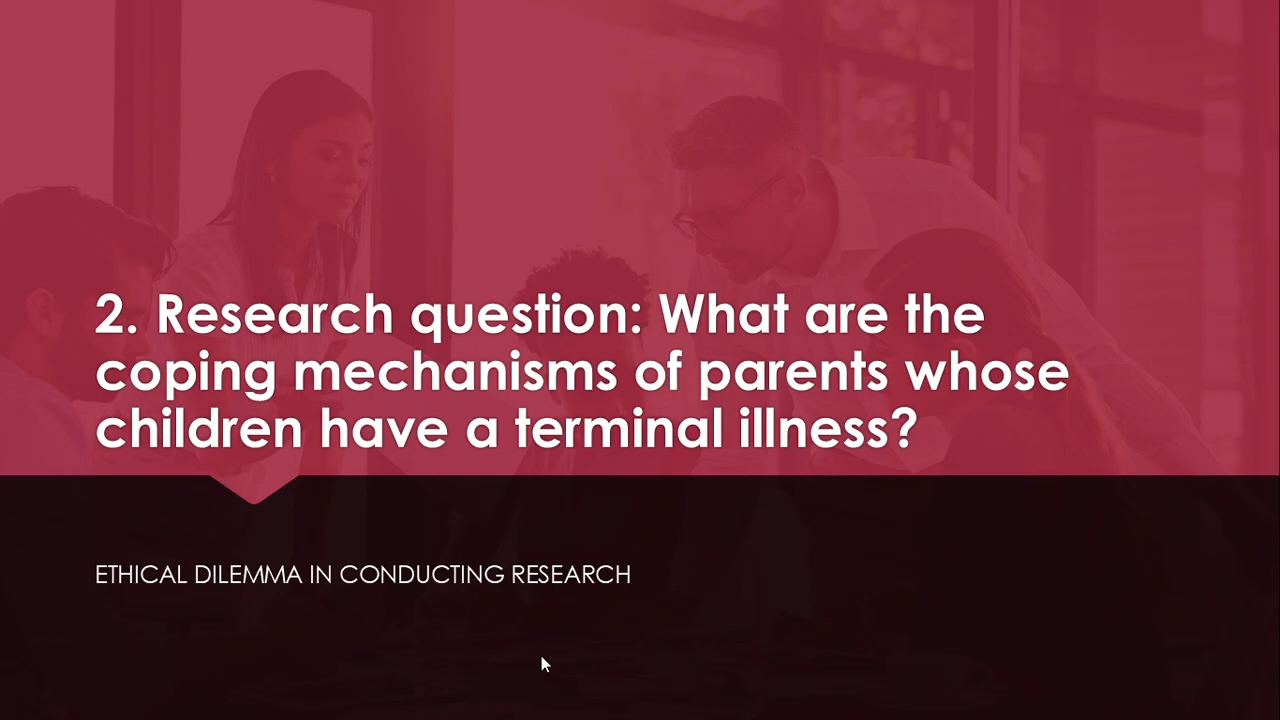 2. Research question: What are the
coping mechanisms of parents whose
children have a terminal illness?
ETHICAL DILEMMA IN CONDUCTING RESEARCH